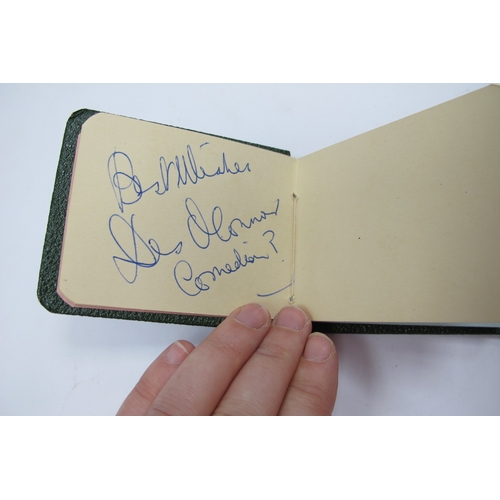 Best Wishes
Des O'Connor
Comedian?